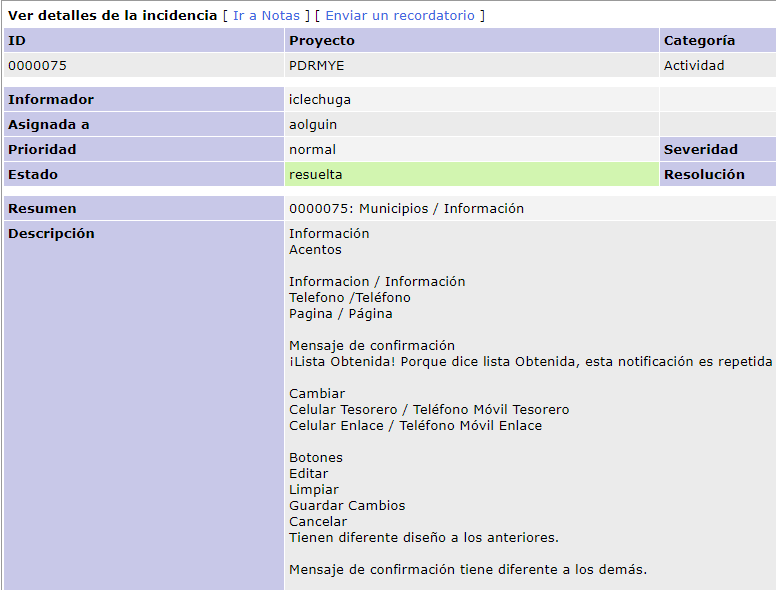 Ver detalles de la incidencia [ Ir a Notas ] [ Enviar un recordatorio ]
ID Proyecto Categoría
0000075 PDRMYE Actividad
Informador iclechuga
Asignada a aolguin
Prioridad normal Severidad
Estado resuelta Resolución
Resumen 0000075: Municipios / Información
Descripción Información
Acentos
Informacion / Información
Telefono /Teléfono
Pagina / Página
Mensaje de confirmación
¡Lista Obtenida! Porque dice lista Obtenida, esta notificación es repetida
Cambiar
Celular Tesorero / Teléfono Móvil Tesorero
Celular Enlace / Teléfono Móvil Enlace
Botones
Editar
Limpiar
Guardar Cambios
Cancelar
Tienen diferente diseño a los anteriores.
Mensaje de confirmación tiene diferente a los demás.